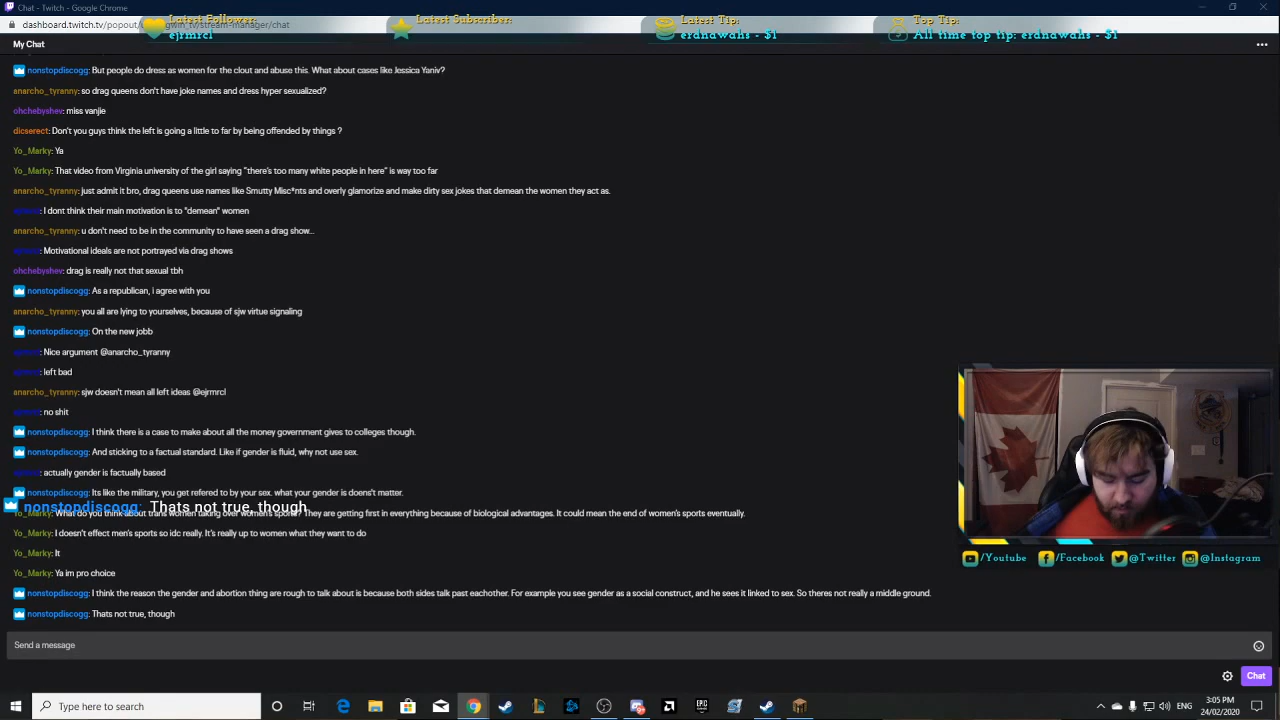 Chat - Twitch - Google Chrome
dashboard.twitch.tv/popout/
/stream-manager/chat
Latest Follower:
ejrmrcl
Latest Subscriber:
Latest Tip:
erdnawahs - $1
Top Tip:
All time top tip: erdnawahs - $1
My Chat
nonstopdiscogg: But people do dress as women for the clout and abuse this. What about cases like Jessica Yaniv?
anarcho_tyranny: so drag queens don't have joke names and dress hyper sexualized?
ohchebyshev: miss vanjie
dicserect: Don't you guys think the left is going a little to far by being offended by things ?
Yo_Marky: Ya
Yo_Marky: That video from Virginia university of the girl saying "there's too many white people in here" is way too far
anarcho_tyranny: just admit it bro, drag queens use names like Smutty Misc*nts and overly glamorize and make dirty sex jokes that demean the women they act as.
: I dont think their main motivation is to "demean" women
anarcho_tyranny: u don't need to be in the community to have seen a drag show...
: Motivational ideals are not portrayed via drag shows
ohchebyshev: drag is really not that sexual tbh
nonstopdiscogg: As a republican, i agree with you
anarcho_tyranny: you all are lying to yourselves, because of sjw virtue signaling
nonstopdiscogg: On the new jobb
: Nice argument @anarcho_tyranny
: left bad
anarcho_tyranny: sjw doesn't mean all left ideas @ejrmrcl
: no shit
nonstopdiscogg: I think there is a case to make about all the money government gives to colleges though.
nonstopdiscogg: And sticking to a factual standard. Like if gender is fluid, why not use sex.
: actually gender is factually based
nonstopdiscogg: Its like the military, you get refered to by your sex. what your gender is doens't matter.
nonstopdiscogg: Thats not true, though
Yo_Marky: What do you think about trans women taking over women's sports? They are getting first in everything because of biological advantages. It could mean the end of women's sports eventually.
Yo_Marky: I doesn't effect men's sports so idc really. It's really up to women what they want to do
Yo_Marky: It
Yo_Marky: Ya im pro choice
nonstopdiscogg: I think the reason the gender and abortion thing are rough to talk about is because both sides talk past eachother. For example you see gender as a social construct, and he sees it linked to sex. So theres not really a middle ground.
nonstopdiscogg: Thats not true, though
/Youtube /Facebook @Twitter @Instagram
Send a message
Chat
Type here to search
ENG
3:05 PM
24/02/2020